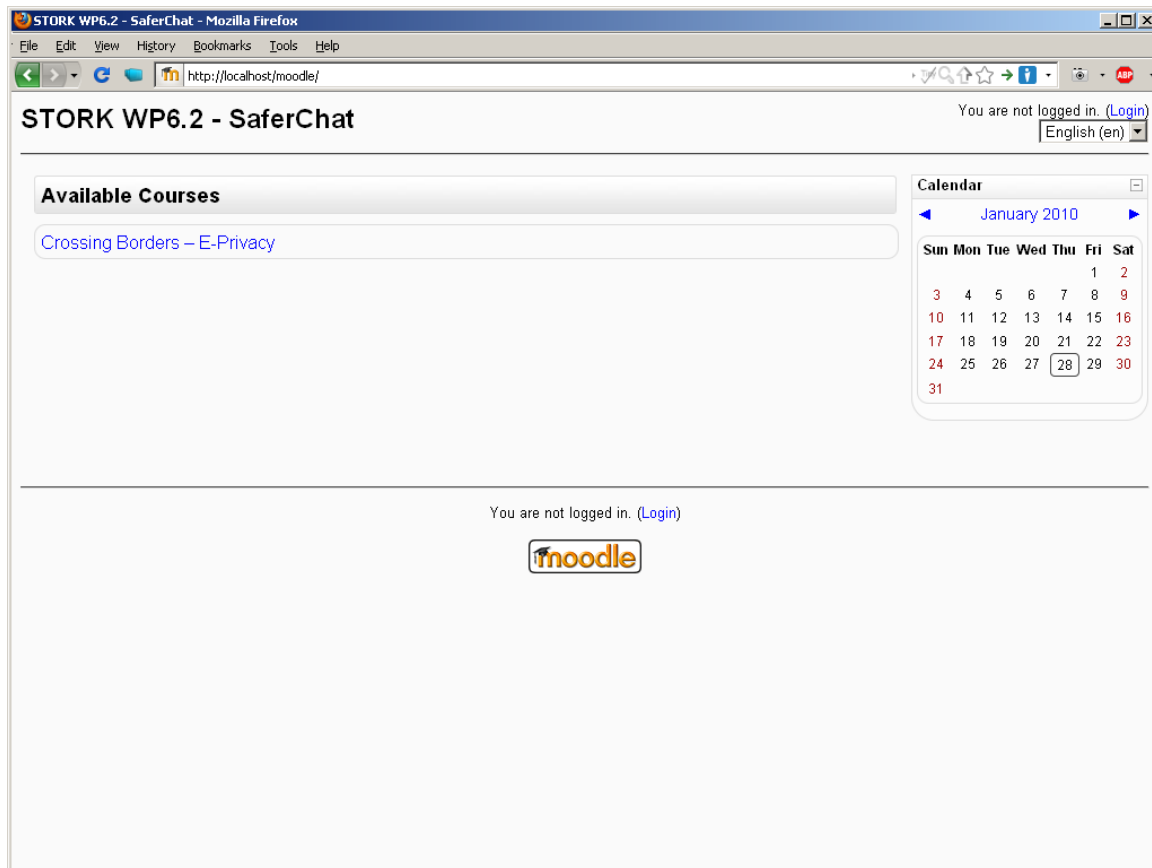 STORK WP6.2 - SaferChat - Mozilla Firefox
File Edit View History Bookmarks Tools Help
http://localhost/moodle/
ABP
STORK WP6.2 - SaferChat
You are not logged in. (Login)
English (en)
Available Courses
Crossing Borders – E-Privacy
Calendar
January 2010
Sun Mon Tue Wed Thu Fri Sat
1 2
3 4 5 6 7 8 9
10 11 12 13 14 15 16
17 18 19 20 21 22 23
24 25 26 27 28 29 30
31
You are not logged in. (Login)
moodle